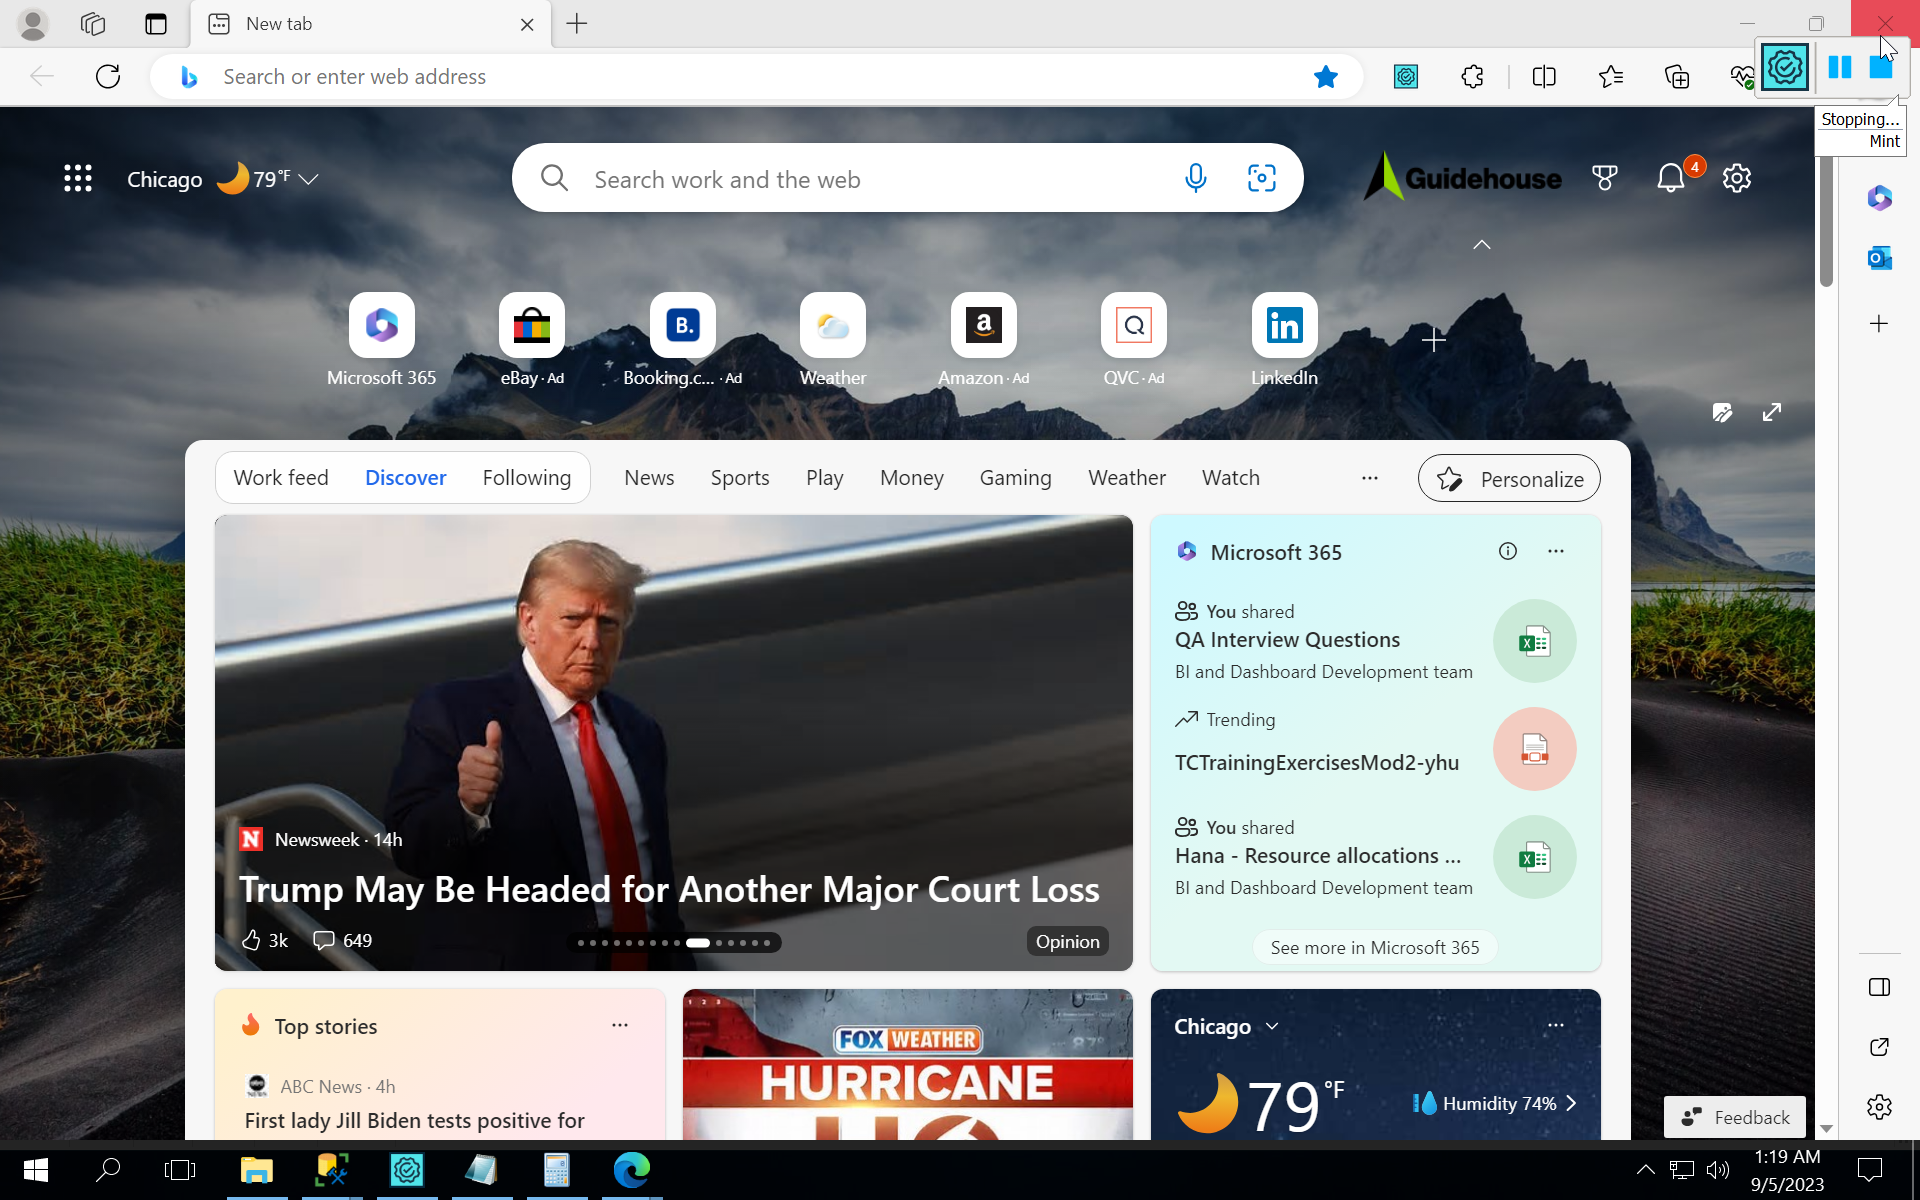 New tab
Search or enter web address
Stopping...
Mint
Chicago
79°F
Search work and the web
Guidehouse
4
Microsoft 365
eBay · Ad
B.
Booking.c... · Ad
Weather
a
Amazon · Ad
Q
QVC · Ad
in
LinkedIn
Work feed
Discover
Following
News
Sports
Play
Money
Gaming
Weather
Watch
Personalize
N
Newsweek · 14h
Trump May Be Headed for Another Major Court Loss
3k
649
Opinion
Microsoft 365
You shared
QA Interview Questions
BI and Dashboard Development team
Trending
TCTrainingExercisesMod2-yhu
You shared
Hana - Resource allocations ...
BI and Dashboard Development team
See more in Microsoft 365
Top stories
ABC News · 4h
First lady Jill Biden tests positive for
FOX WEATHER
HURRICANE
HQ
Chicago
79°F
Humidity 74%
Feedback
1:19 AM
9/5/2023